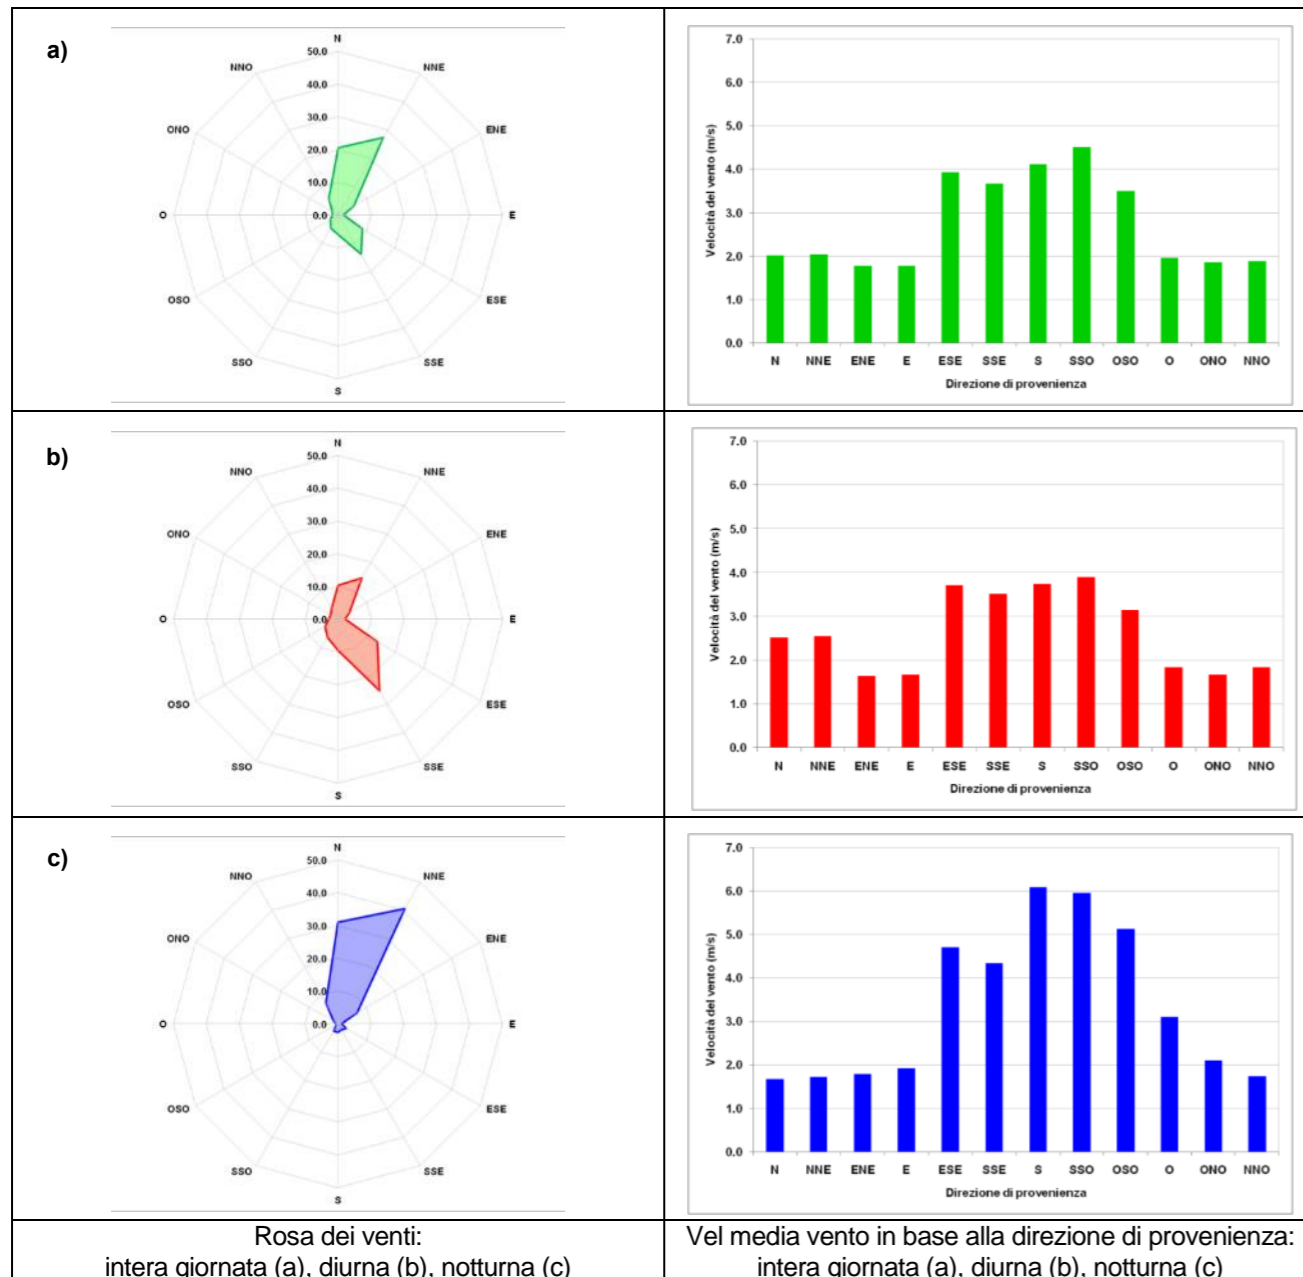 a)
N
NNE
ENE
E
ESE
SSE
S
SSO
OSO
O
ONO
NNO
50.0
40.0
30.0
20.0
10.0
0.0
7.0
6.0
5.0
4.0
3.0
2.0
1.0
0.0
Velocità del vento (m/s)
N NNE ENE E ESE SSE S SSO OSO O ONO NNO
Direzione di provenienza
b)
N
NNE
ENE
E
ESE
SSE
S
SSO
OSO
O
ONO
NNO
50.0
40.0
30.0
20.0
10.0
0.0
7.0
6.0
5.0
4.0
3.0
2.0
1.0
0.0
Velocità del vento (m/s)
N NNE ENE E ESE SSE S SSO OSO O ONO NNO
Direzione di provenienza
c)
N
NNE
ENE
E
ESE
SSE
S
SSO
OSO
O
ONO
NNO
50.0
40.0
30.0
20.0
10.0
0.0
7.0
6.0
5.0
4.0
3.0
2.0
1.0
0.0
Velocità del vento (m/s)
N NNE ENE E ESE SSE S SSO OSO O ONO NNO
Direzione di provenienza
Rosa dei venti:
intera giornata (a), diurna (b), notturna (c)
Vel media vento in base alla direzione di provenienza:
intera giornata (a), diurna (b), notturna (c)